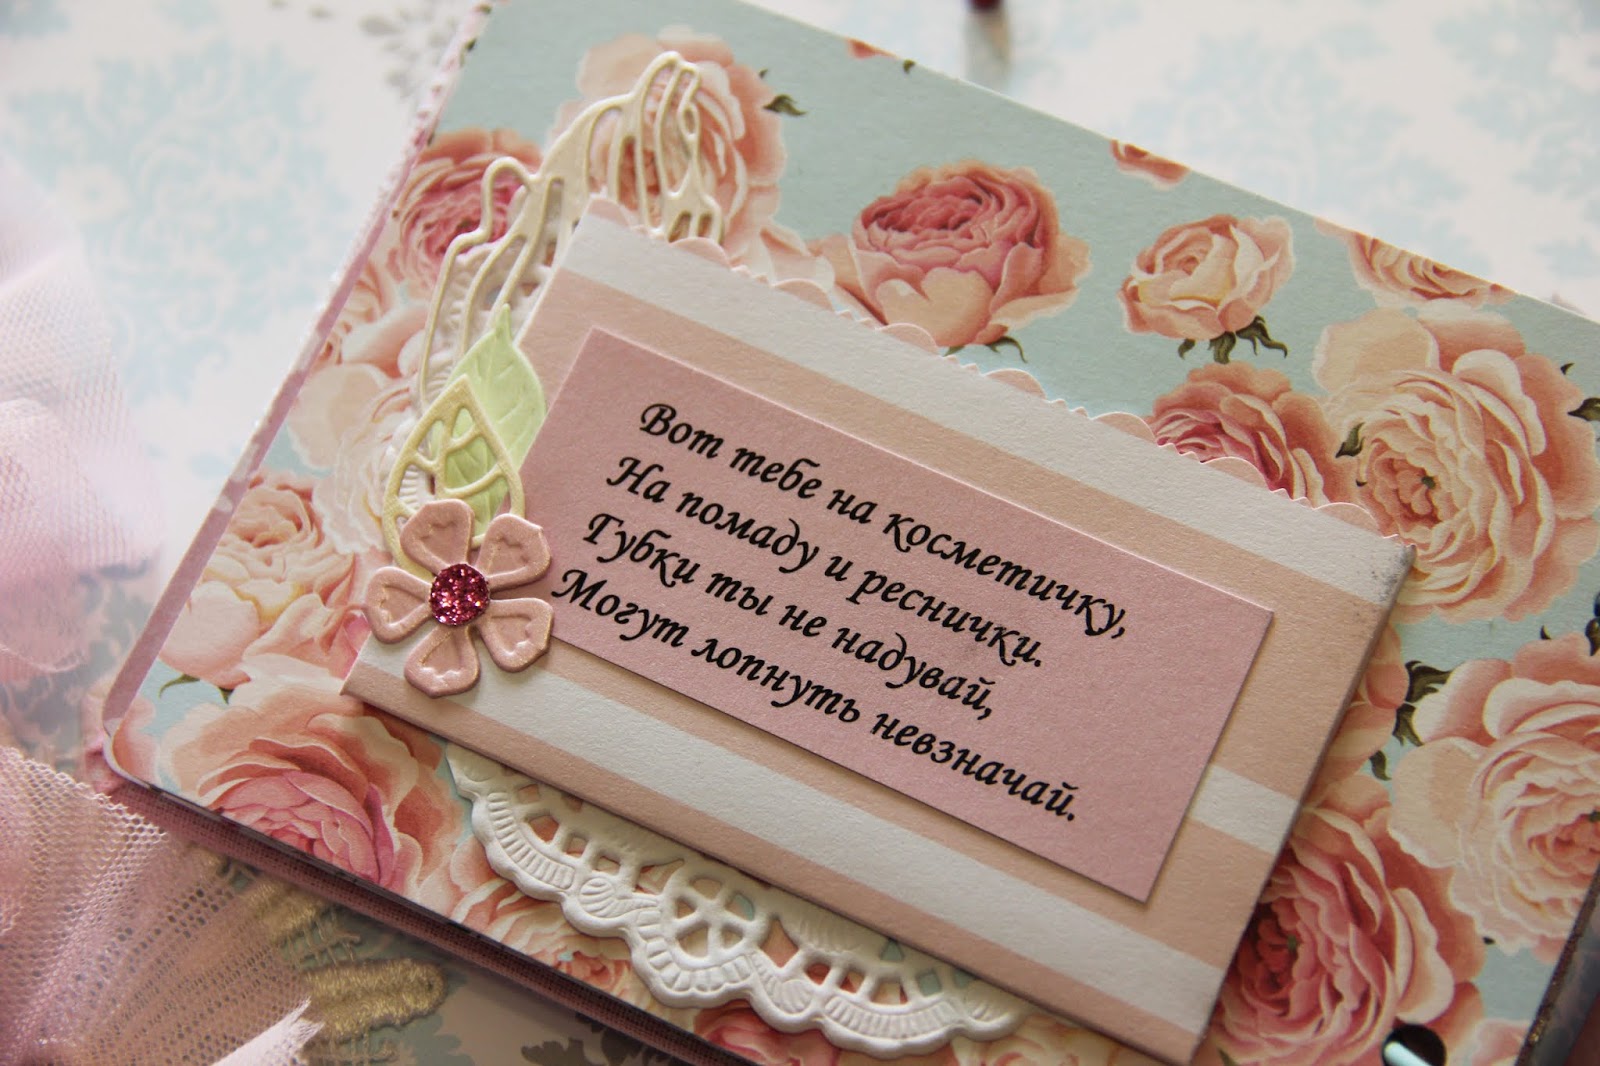 Вот тебе на косметичку,
На помаду и реснички.
Губки ты не надувай,
Могут лопнуть невзначай.